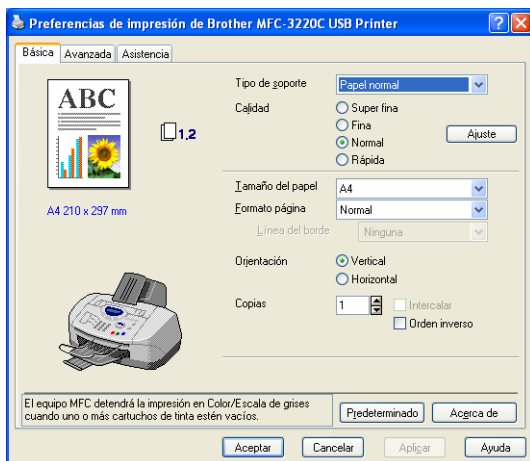 Preferencias de impresión de Brother MFC-3220C USB Printer
Básica
Avanzada
Asistencia
ABC
1,2
A4 210 x 297 mm
Tipo de soporte
Papel normal
Calidad
Super fina
Fina
Normal
Rápida
Ajuste
Tamaño del papel
A4
Formato página
Normal
Línea del borde
Ninguna
Orientación
Vertical
Horizontal
Copias
1
Intercalar
Orden inverso
El equipo MFC detendrá la impresión en Color/Escala de grises
cuando uno o más cartuchos de tinta estén vacíos.
Predeterminado
Acerca de
Aceptar
Cancelar
Aplicar
Ayuda